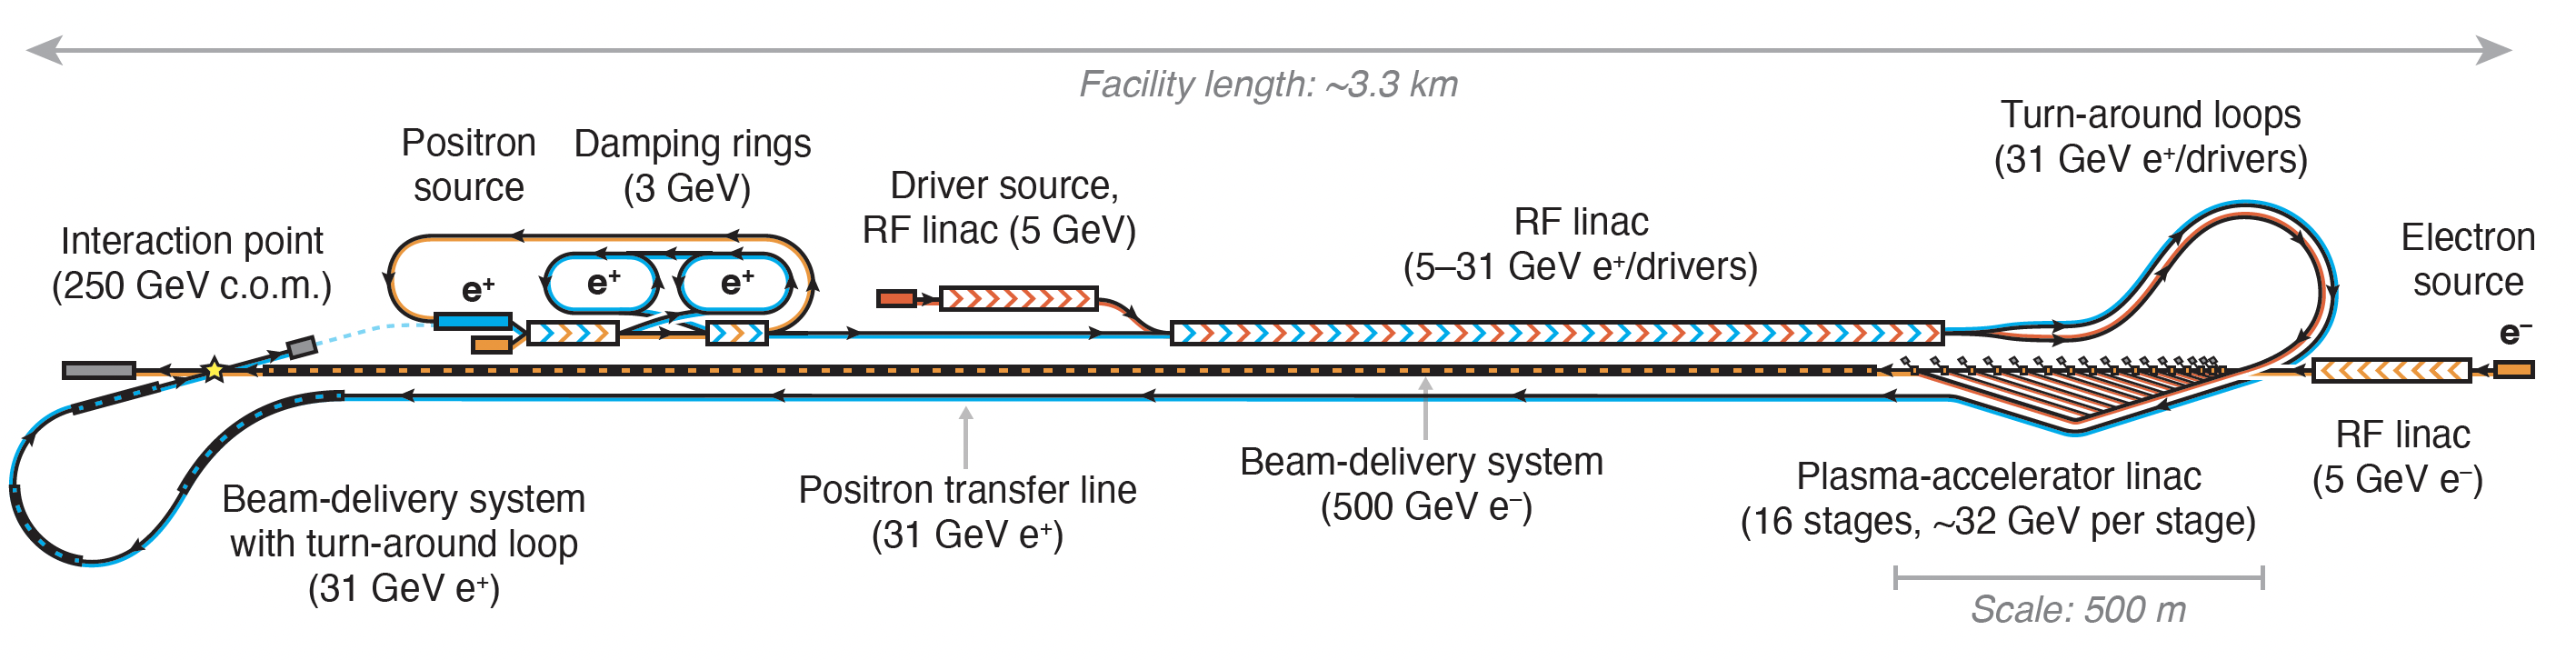 Facility length: ~3.3 km
Turn-around loops
(31 GeV e⁺/drivers)
Positron
source
Damping rings
(3 GeV)
Driver source,
RF linac (5 GeV)
RF linac
(5–31 GeV e⁺/drivers)
Electron
source
e⁻
Interaction point
(250 GeV c.o.m.)
e⁺
e⁺
e⁺
Beam-delivery system
with turn-around loop
(31 GeV e⁺)
Positron transfer line
(31 GeV e⁺)
Beam-delivery system
(500 GeV e⁻)
Plasma-accelerator linac
(16 stages, ~32 GeV per stage)
RF linac
(5 GeV e⁻)
Scale: 500 m